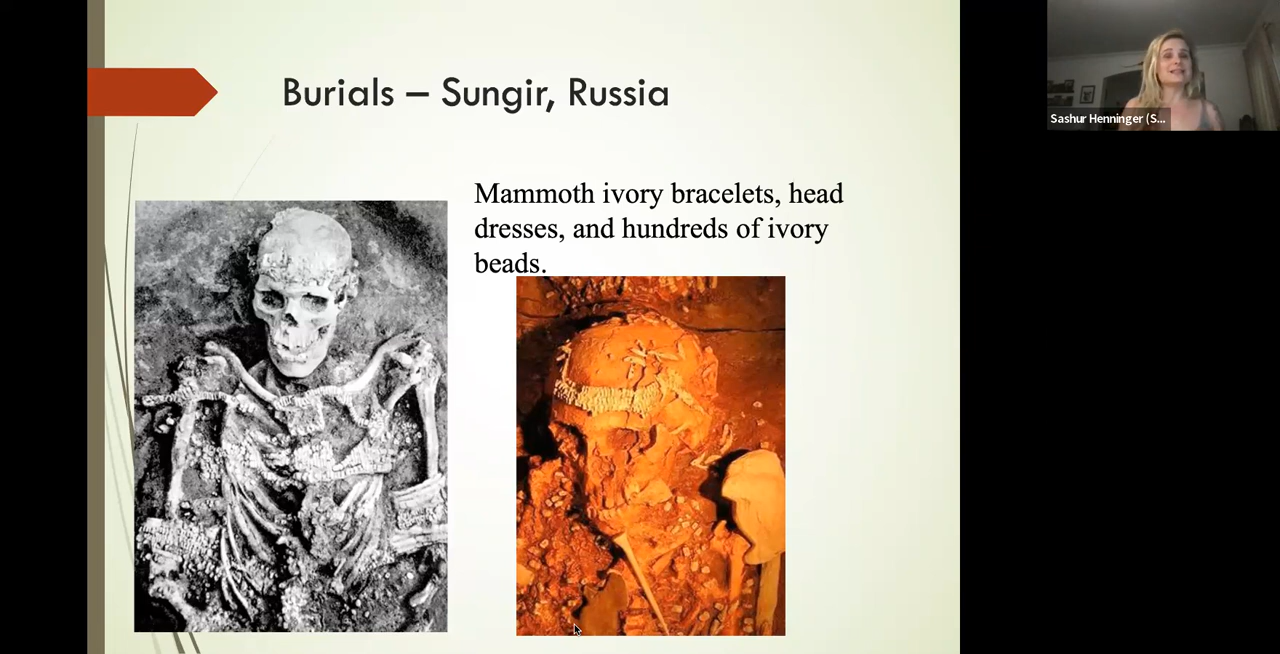 Burials – Sungir, Russia
Mammoth ivory bracelets, head
dresses, and hundreds of ivory
beads.
Sashur Henninger (S...